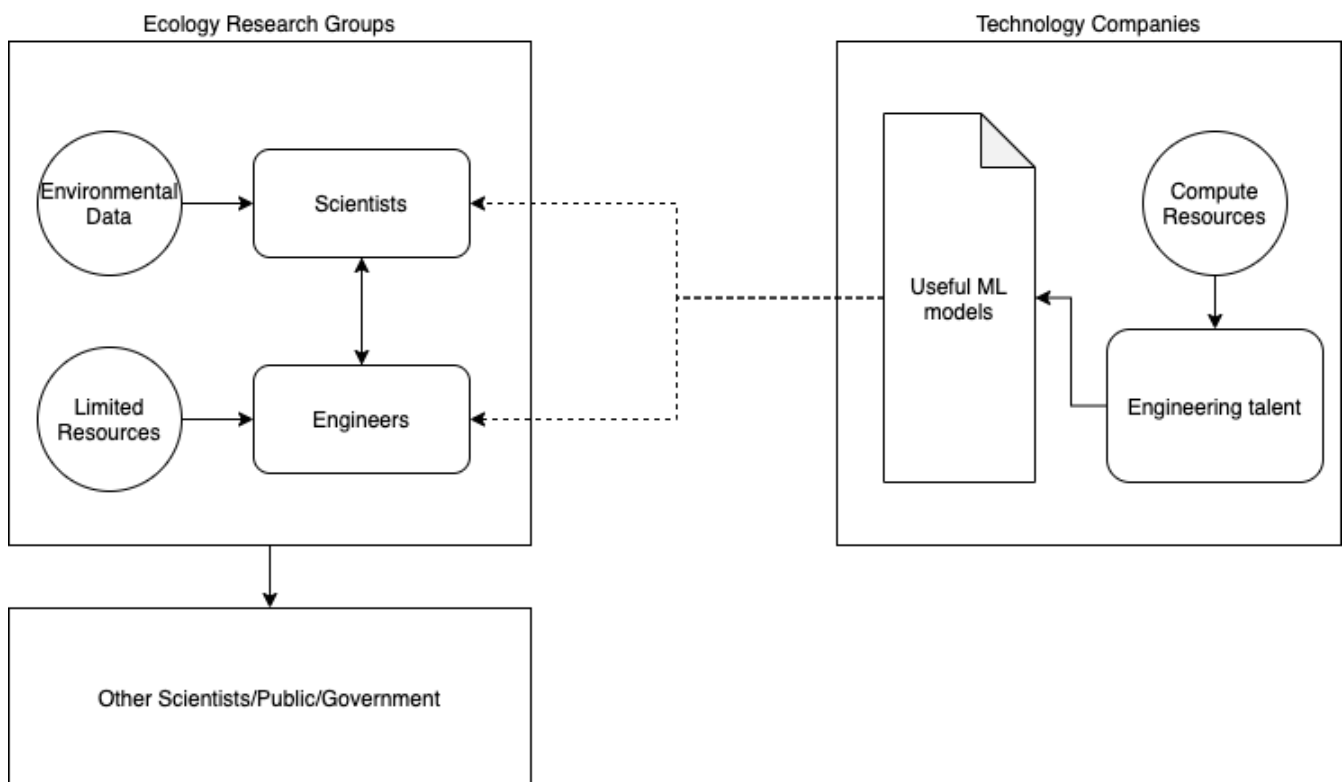 Ecology Research Groups
Technology Companies
Environmental
Data
Scientists
Limited
Resources
Engineers
Useful ML
models
Compute
Resources
Engineering talent
Other Scientists/Public/Government